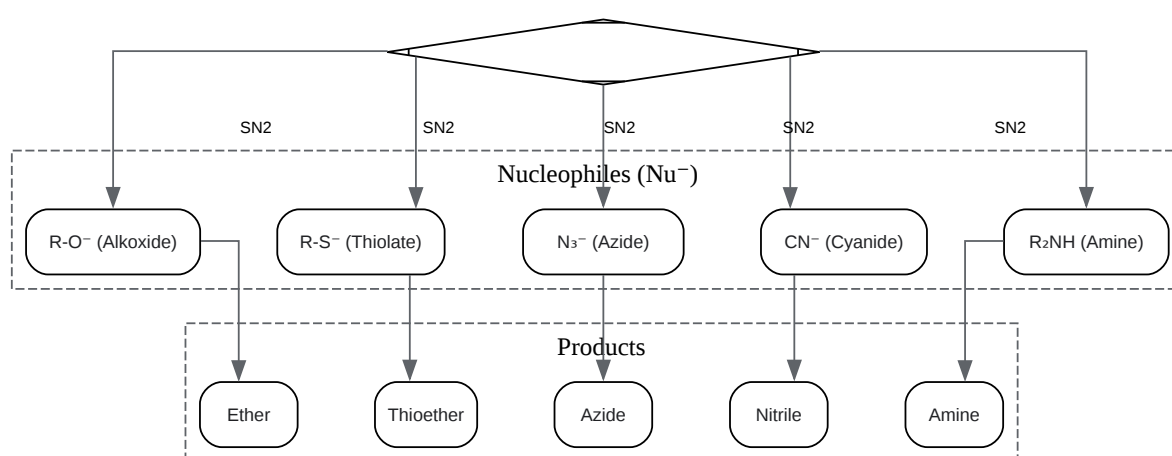 SN2 SN2 SN2 SN2 SN2
Nucleophiles (Nu⁻)
R-O⁻ (Alkoxide) R-S⁻ (Thiolate) N₃⁻ (Azide) CN⁻ (Cyanide) R₂NH (Amine)
Products
Ether Thioether Azide Nitrile Amine